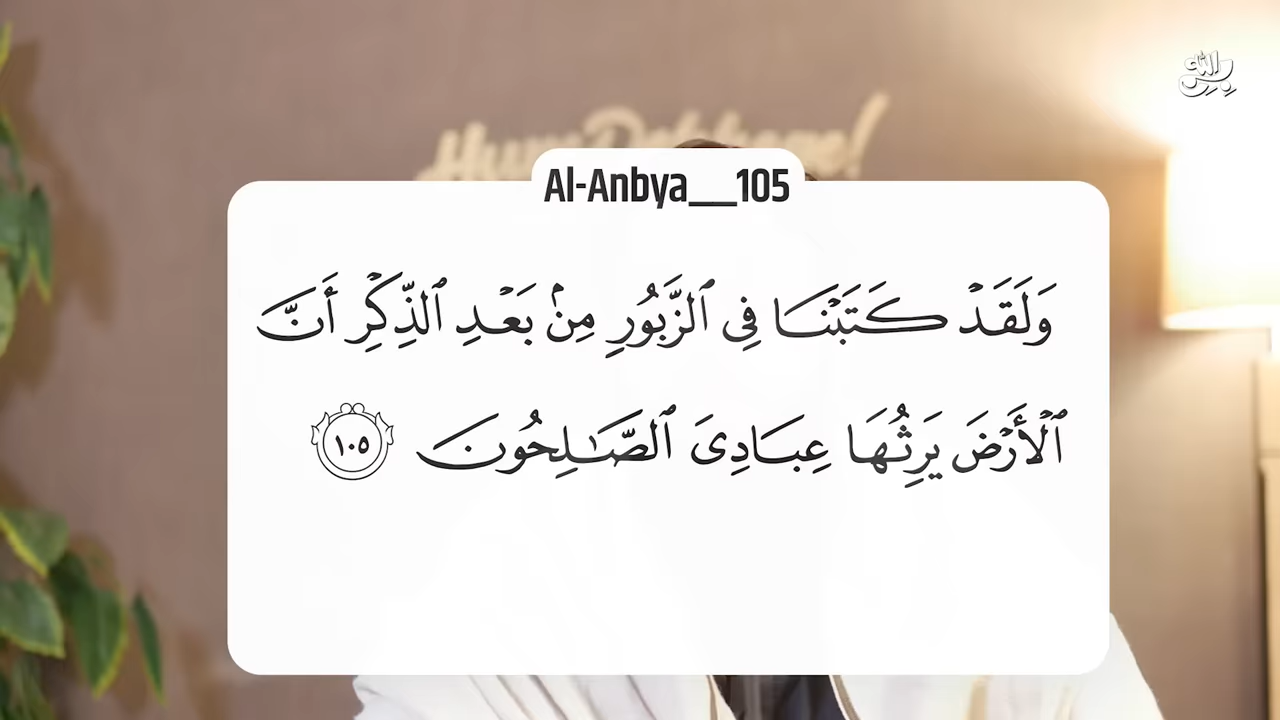 Al-Anbya__105
وَلَقَدْ كَتَبْنَا فِى ٱلزَّبُورِ مِنۢ بَعْدِ ٱلذِّكْرِ أَنَّ
ٱلْأَرْضَ يَرِثُهَا عِبَادِىَ ٱلصَّـٰلِحُونَ ١٠٥